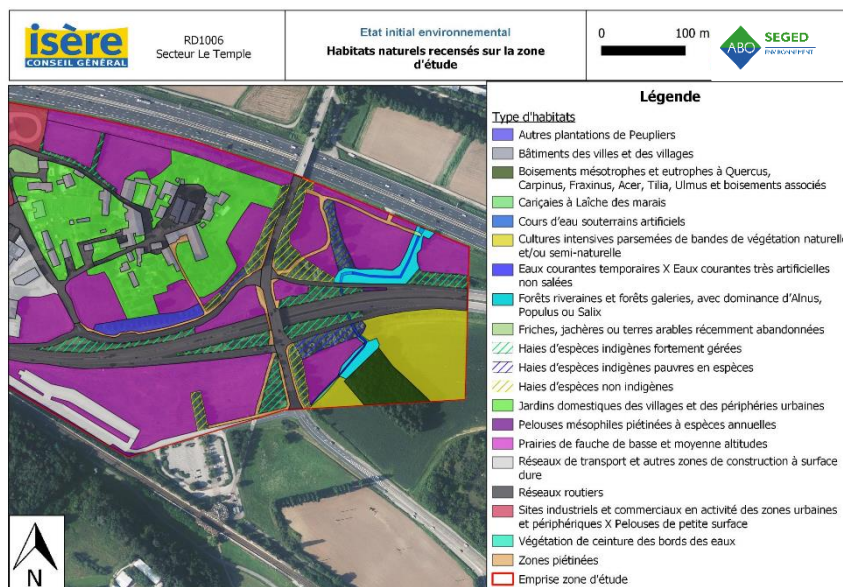 isère
CONSEIL GÉNÉRAL
RD1006
Secteur Le Temple
Etat initial environnemental
Habitats naturels recensés sur la zone
d'étude
0 100 m
ABO
SEGED
ENVIRONNEMENT
Légende
Type d'habitats
Autres plantations de Peupliers
Bâtiments des villes et des villages
Boisements mésotrophes et eutrophes à Quercus,
Carpinus, Fraxinus, Acer, Tilia, Ulmus et boisements associés
Cariçaies à Laîche des marais
Cours d'eau souterrains artificiels
Cultures intensives parsemées de bandes de végétation naturelle
et/ou semi-naturelle
Eaux courantes temporaires X Eaux courantes très artificielles
non salées
Forêts riveraines et forêts galeries, avec dominance d'Alnus,
Populus ou Salix
Friches, jachères ou terres arables récemment abandonnées
Haies d'espèces indigènes fortement gérées
Haies d'espèces indigènes pauvres en espèces
Haies d'espèces non indigènes
Jardins domestiques des villages et des périphéries urbaines
Pelouses mésophiles piétinées à espèces annuelles
Prairies de fauche de basse et moyenne altitudes
Réseaux de transport et autres zones de construction à surface
dure
Réseaux routiers
Sites industriels et commerciaux en activité des zones urbaines
et périphériques X Pelouses de petite surface
Végétation de ceinture des bords des eaux
Zones piétinées
Emprise zone d'étude
N